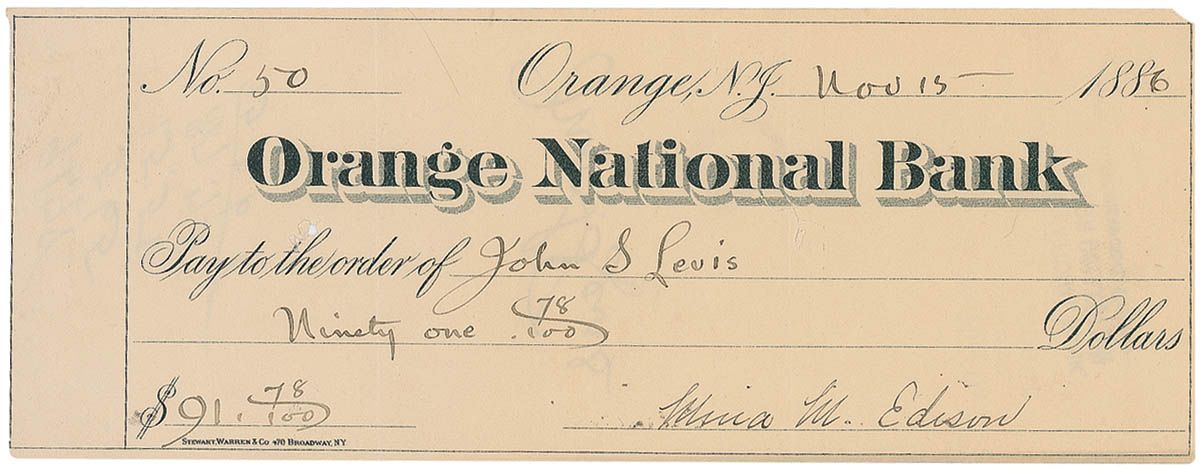 No. 50 Orange, N.J. Nov 15 1886
Orange National Bank
Pay to the order of John S Levis
Ninety one 78/100 Dollars
$ 91. 78/100 Mina M. Edison
STEWART, WARREN & CO 470 BROADWAY, NY